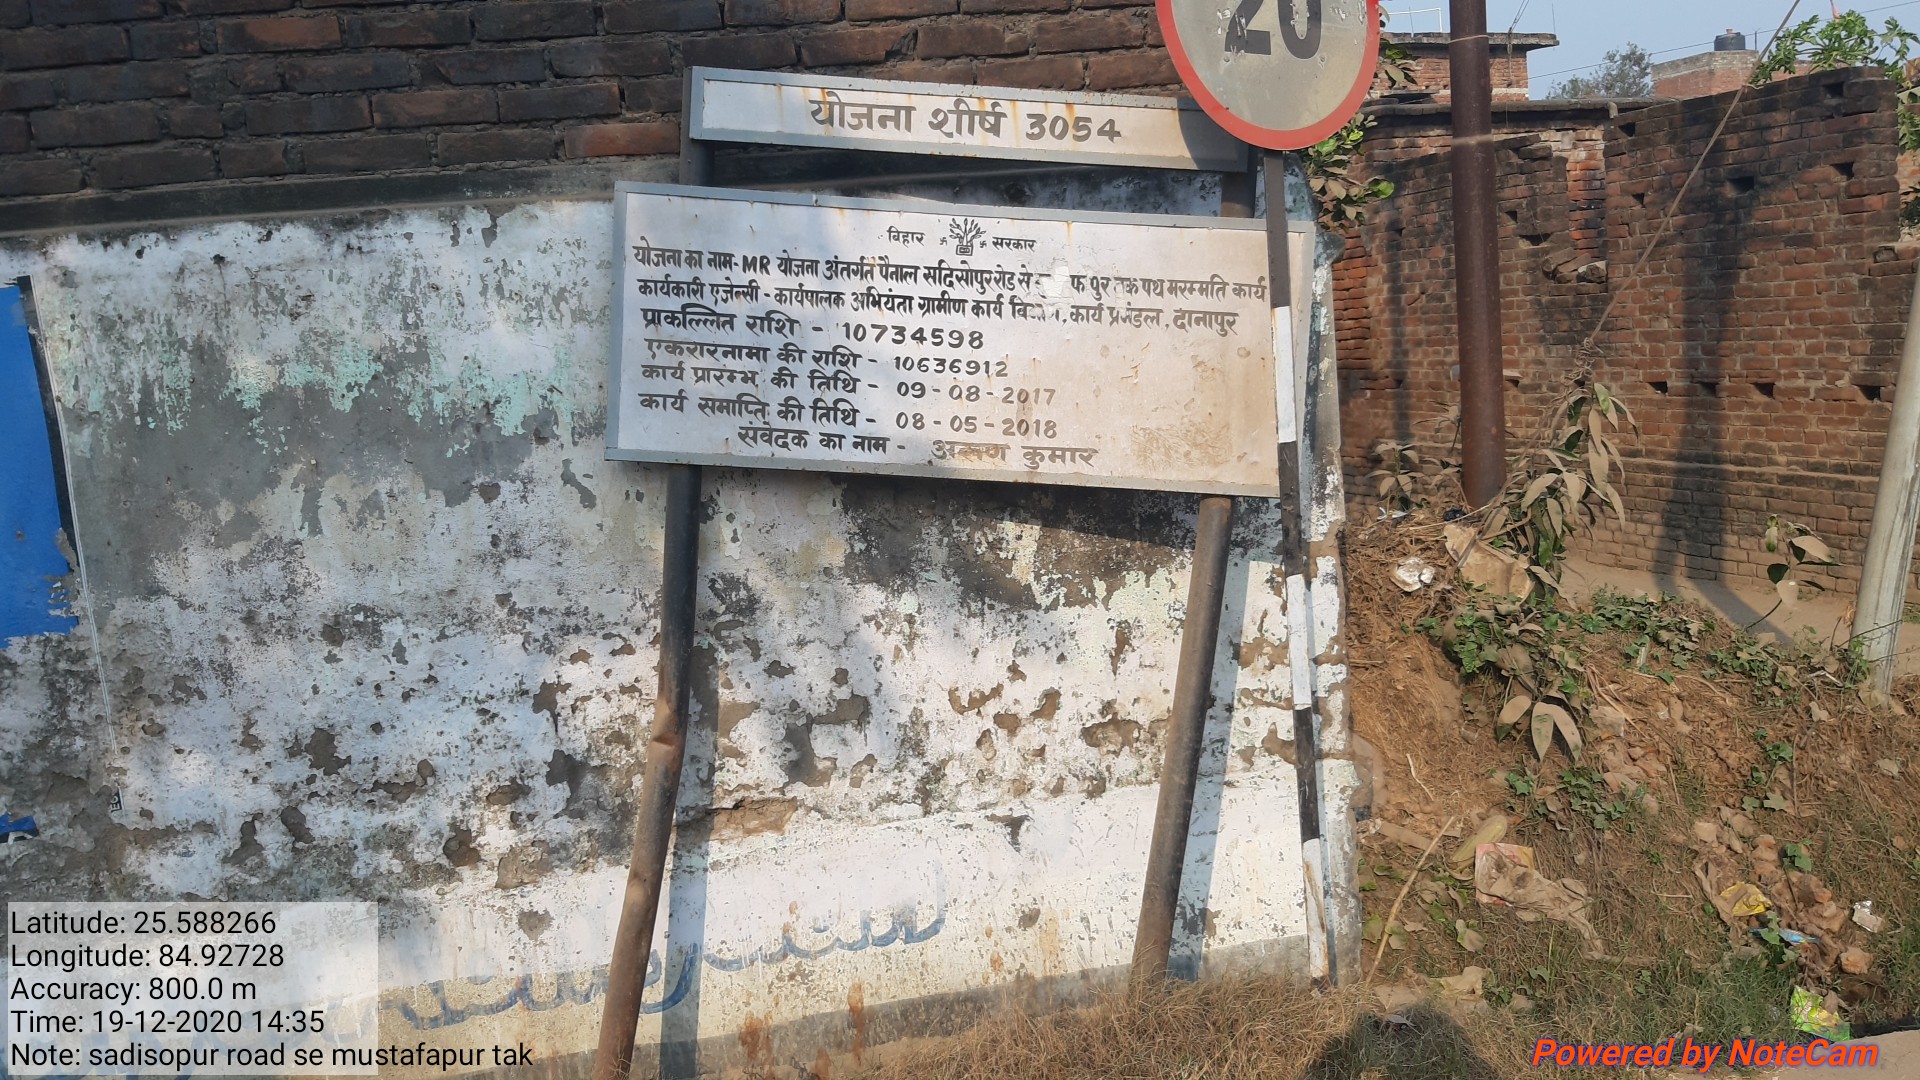 20
योजना शीर्ष 3054
बिहार सरकार
योजना का नाम-MR योजना अंतर्गत पैनाल सदिसोपुर रोड से फ पुर तक पथ मरम्मति कार्य
कार्यकारी एजेन्सी - कार्यपालक अभियंता ग्रामीण कार्य वि, कार्य प्रमंडल, दानापुर
प्राकल्लित राशि - 10734598
एकरारनामा की राशि - 10636912
कार्य प्रारम्भ की तिथि - 09-08-2017
कार्य समाप्ति की तिथि - 08-05-2018
संवेदक का नाम - अरूण कुमार
Latitude: 25.588266
Longitude: 84.92728
Accuracy: 800.0 m
Time: 19-12-2020 14:35
Note: sadisopur road se mustafapur tak
Powered by NoteCam